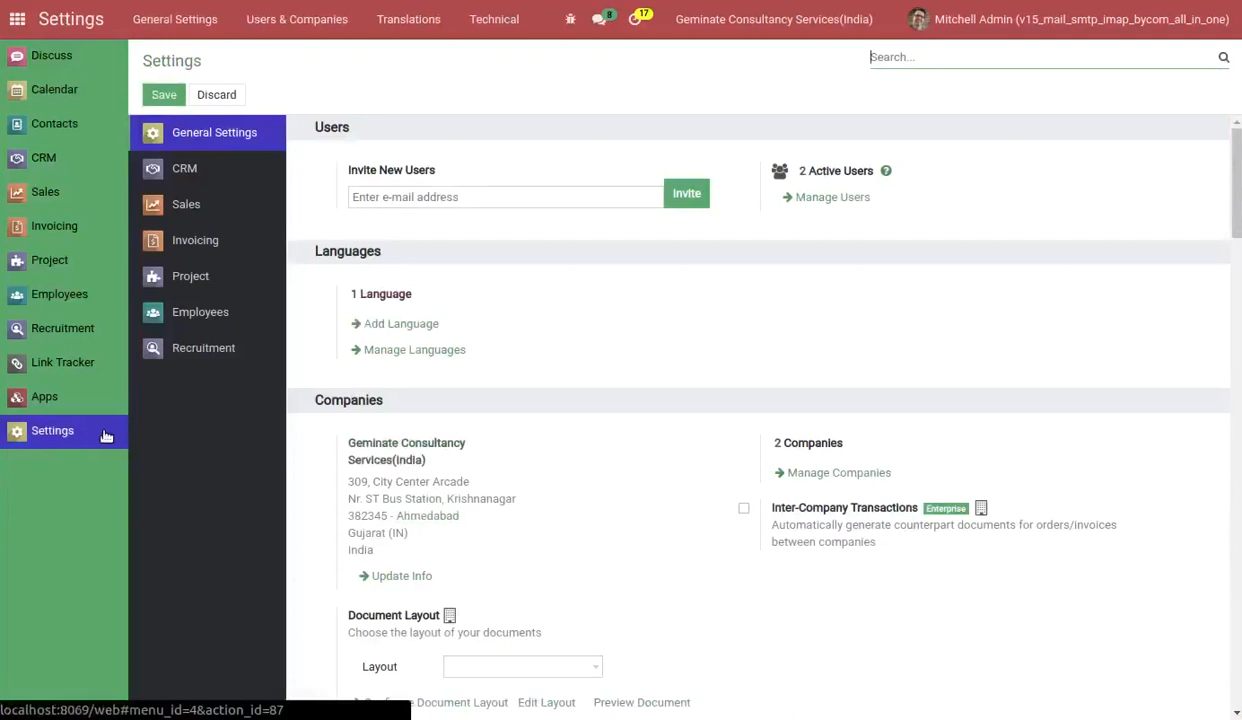 Settings General Settings Users & Companies Translations Technical 8 17 Geminate Consultancy Services(India) Mitchell Admin (v15_mail_smtp_imap_bycom_all_in_one)
Discuss
Calendar
Contacts
CRM
Sales
Invoicing
Project
Employees
Recruitment
Link Tracker
Apps
Settings
Settings
Search...
Save Discard
General Settings
CRM
Sales
Invoicing
Project
Employees
Recruitment
Users
Invite New Users
Enter e-mail address Invite
2 Active Users ?
Manage Users
Languages
1 Language
Add Language
Manage Languages
Companies
Geminate Consultancy
Services(India)
309, City Center Arcade
Nr. ST Bus Station, Krishnanagar
382345 - Ahmedabad
Gujarat (IN)
India
Update Info
2 Companies
Manage Companies
Inter-Company Transactions Enterprise
Automatically generate counterpart documents for orders/invoices
between companies
Document Layout
Choose the layout of your documents
Layout
Document Layout Edit Layout Preview Document
localhost:8069/web#menu_id=4&action_id=87